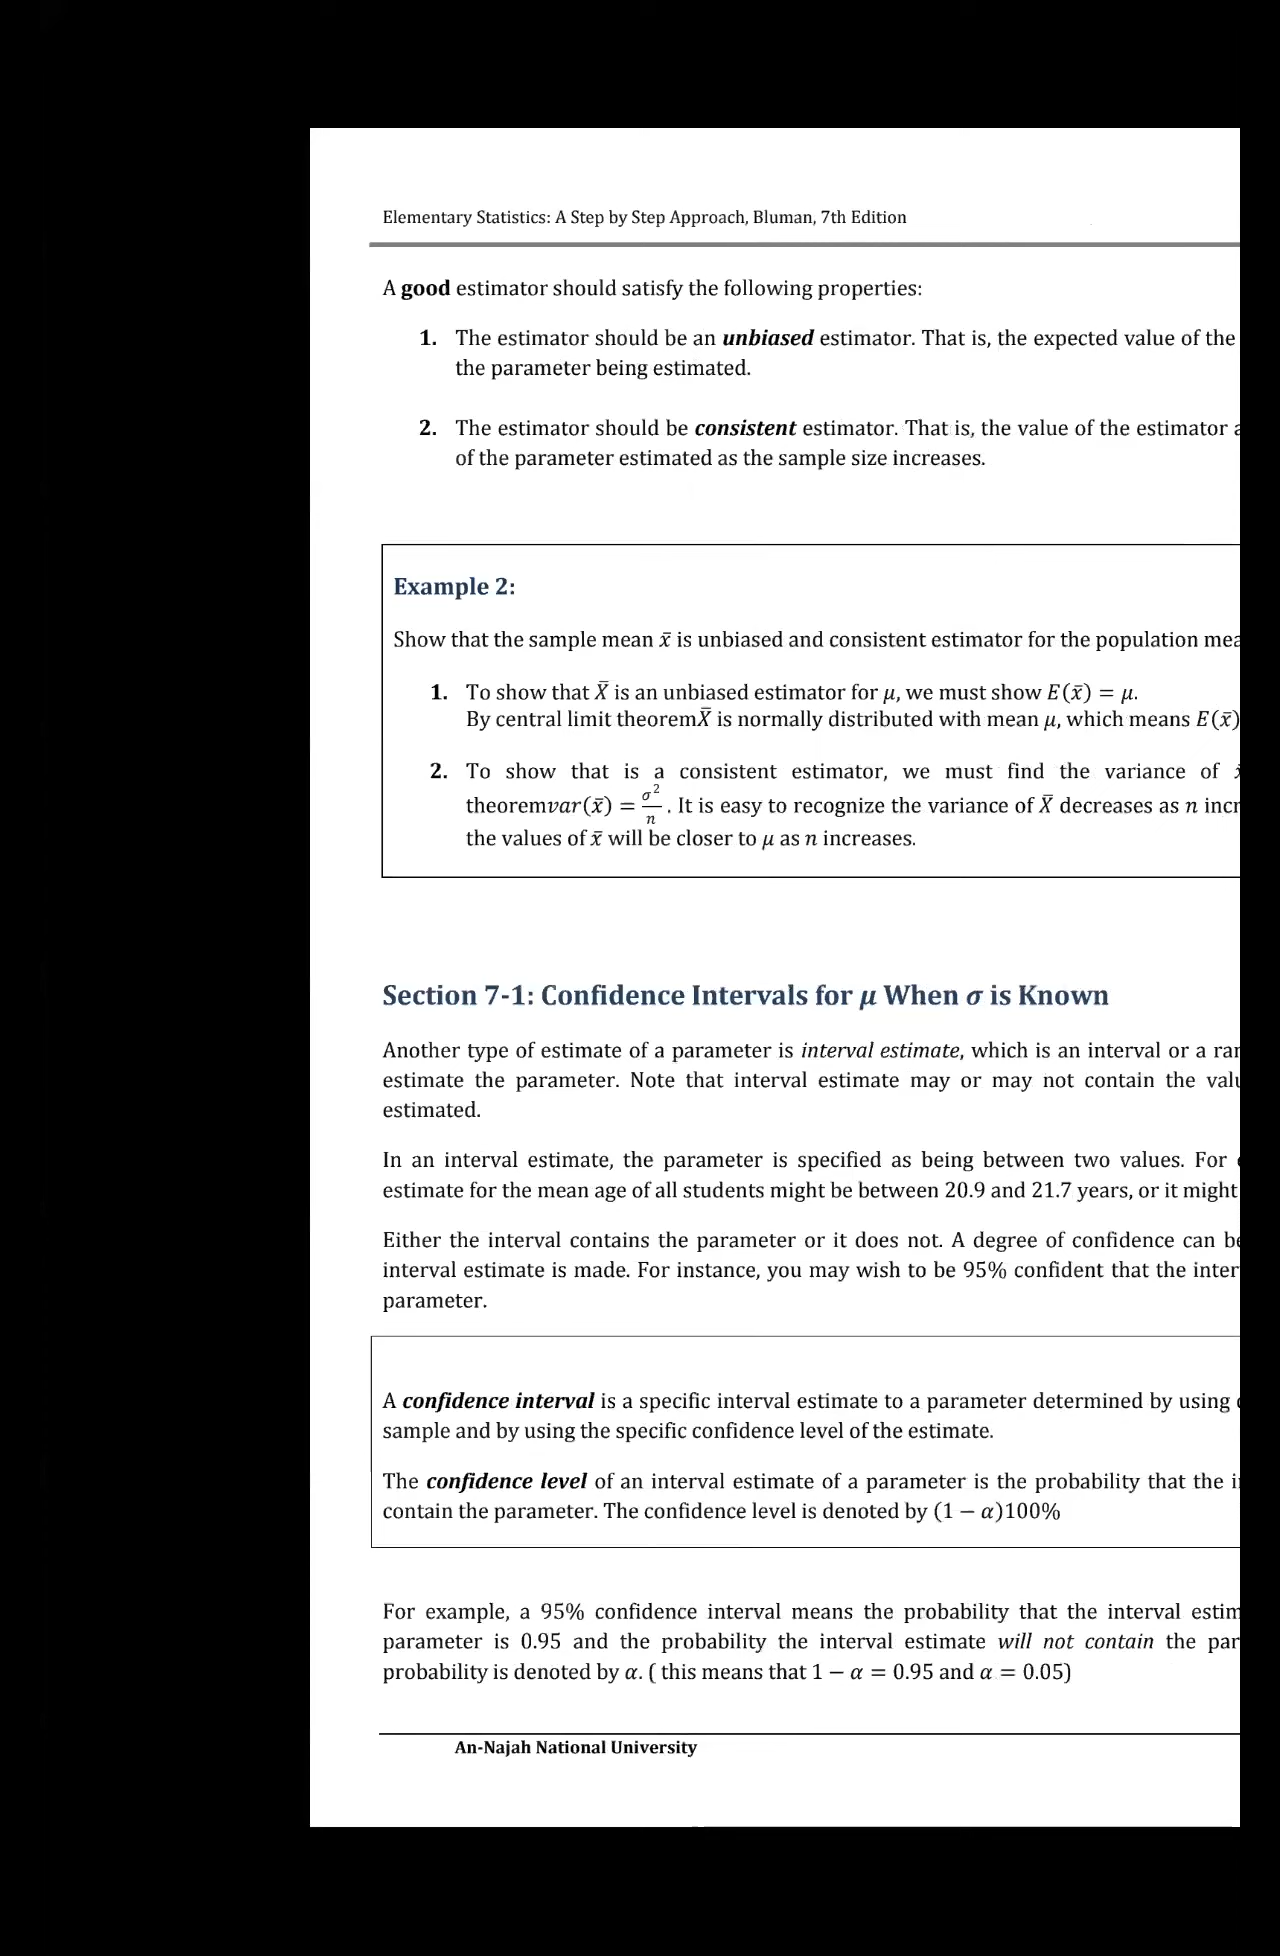 Elementary Statistics: A Step by Step Approach, Bluman, 7th Edition
A good estimator should satisfy the following properties:
1. The estimator should be an unbiased estimator. That is, the expected value of the
the parameter being estimated.
2. The estimator should be consistent estimator. That is, the value of the estimator
of the parameter estimated as the sample size increases.
Example 2:
Show that the sample mean x̄ is unbiased and consistent estimator for the population
1. To show that X̄ is an unbiased estimator for μ, we must show E(x̄) = μ.
By central limit theoremX̄ is normally distributed with mean μ, which means E(x̄)
2. To show that is a consistent estimator, we must find the variance of
theoremvar(x̄) = σ²/n . It is easy to recognize the variance of X̄ decreases as n
the values of x̄ will be closer to μ as n increases.
Section 7-1: Confidence Intervals for μ When σ is Known
Another type of estimate of a parameter is interval estimate, which is an interval or a
estimate the parameter. Note that interval estimate may or may not contain the
estimated.
In an interval estimate, the parameter is specified as being between two values. For
estimate for the mean age of all students might be between 20.9 and 21.7 years, or it might
Either the interval contains the parameter or it does not. A degree of confidence can
interval estimate is made. For instance, you may wish to be 95% confident that the
parameter.
A confidence interval is a specific interval estimate to a parameter determined by using
sample and by using the specific confidence level of the estimate.
The confidence level of an interval estimate of a parameter is the probability that the
contain the parameter. The confidence level is denoted by (1 − α)100%
For example, a 95% confidence interval means the probability that the interval
parameter is 0.95 and the probability the interval estimate will not contain the
probability is denoted by α. ( this means that 1 − α = 0.95 and α = 0.05)
An-Najah National University